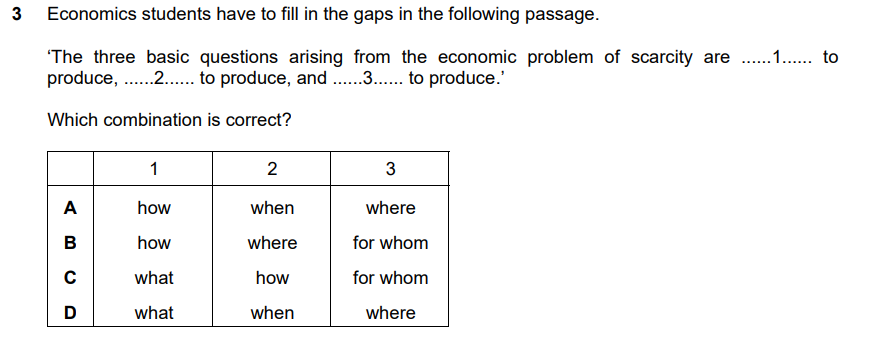 3 Economics students have to fill in the gaps in the following passage.
‘The three basic questions arising from the economic problem of scarcity are ......1...... to
produce, ......2...... to produce, and ......3...... to produce.’
Which combination is correct?
1 2 3
A how when where
B how where for whom
C what how for whom
D what when where